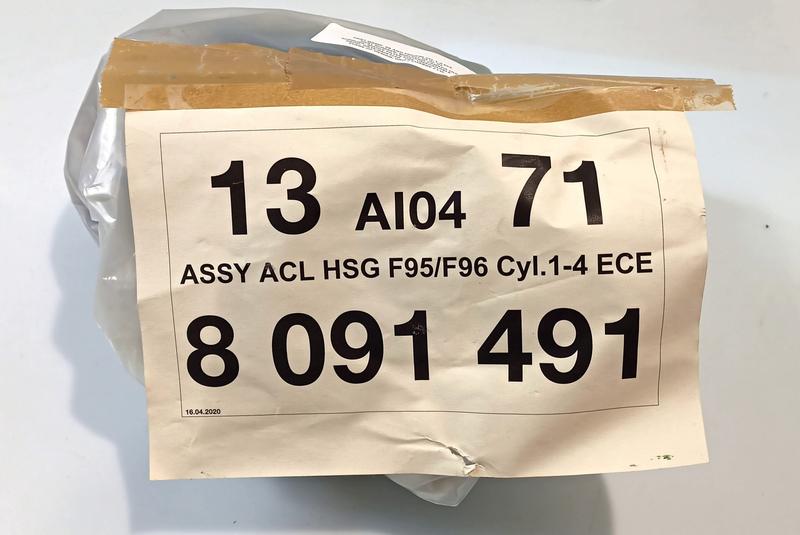 13 AI04 71
ASSY ACL HSG F95/F96 Cyl.1-4 ECE
8 091 491
16.04.2020